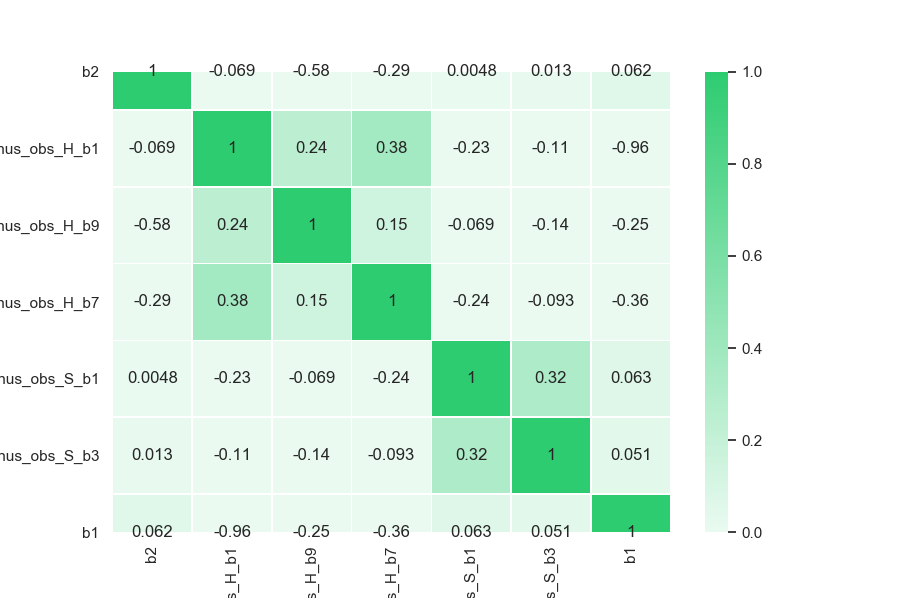 b2 1 -0.069 -0.58 -0.29 0.0048 0.013 0.062 1.0
nus_obs_H_b1 -0.069 1 0.24 0.38 -0.23 -0.11 -0.96 0.8
nus_obs_H_b9 -0.58 0.24 1 0.15 -0.069 -0.14 -0.25 0.6
nus_obs_H_b7 -0.29 0.38 0.15 1 -0.24 -0.093 -0.36 0.4
nus_obs_S_b1 0.0048 -0.23 -0.069 -0.24 1 0.32 0.063
nus_obs_S_b3 0.013 -0.11 -0.14 -0.093 0.32 1 0.051 0.2
b1 0.062 -0.96 -0.25 -0.36 0.063 0.051 1 0.0
b2 s_H_b1 s_H_b9 s_H_b7 s_S_b1 s_S_b3 b1